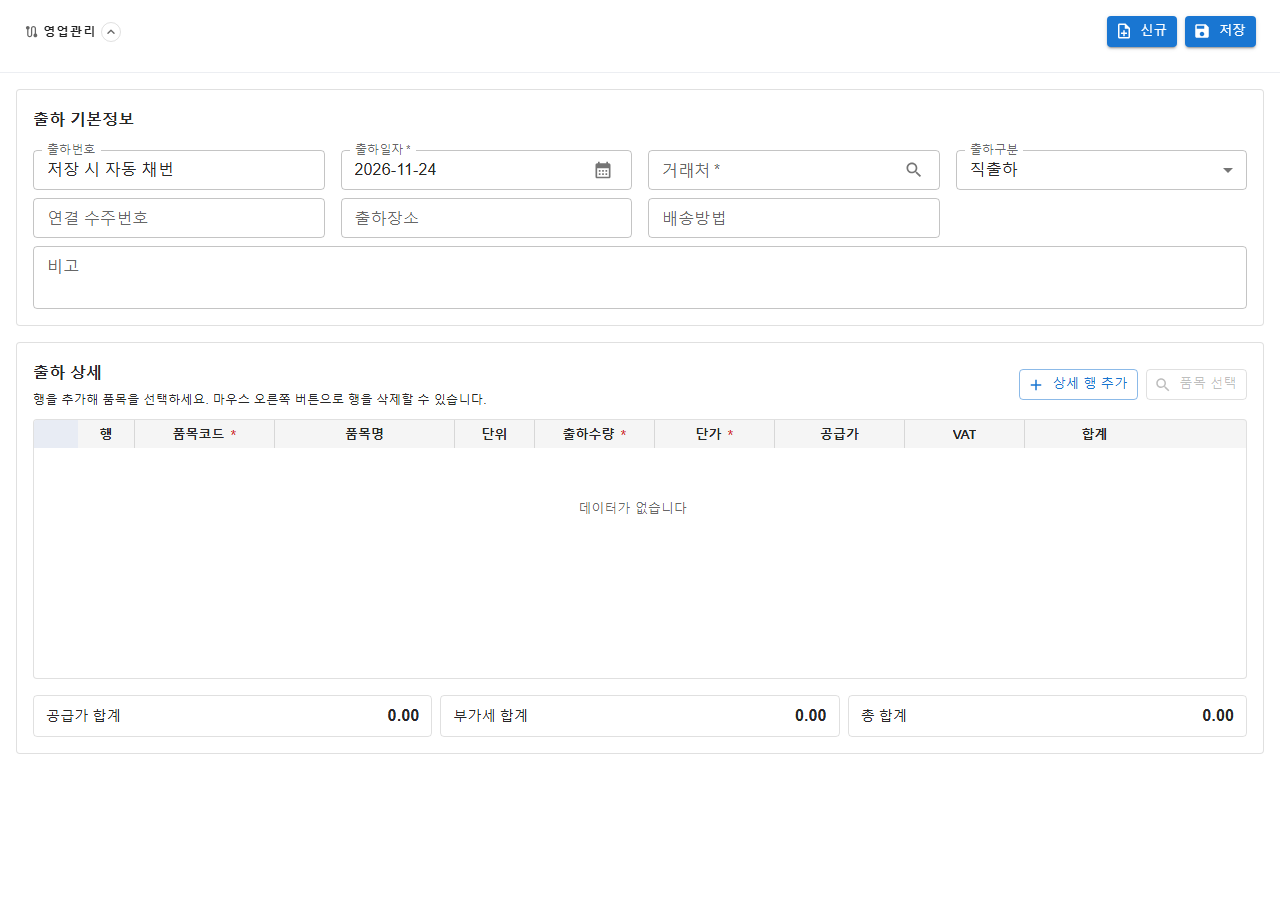 영업관리
신규
저장
출하 기본정보
출하번호
저장 시 자동 채번
출하일자 *
2026-11-24
거래처 *
출하구분
직출하
연결 수주번호
출하장소
배송방법
비고
출하 상세
행을 추가해 품목을 선택하세요. 마우스 오른쪽 버튼으로 행을 삭제할 수 있습니다.
상세 행 추가
품목 선택
행 품목코드 * 품목명 단위 출하수량 * 단가 * 공급가 VAT 합계
데이터가 없습니다
공급가 합계 0.00
부가세 합계 0.00
총 합계 0.00